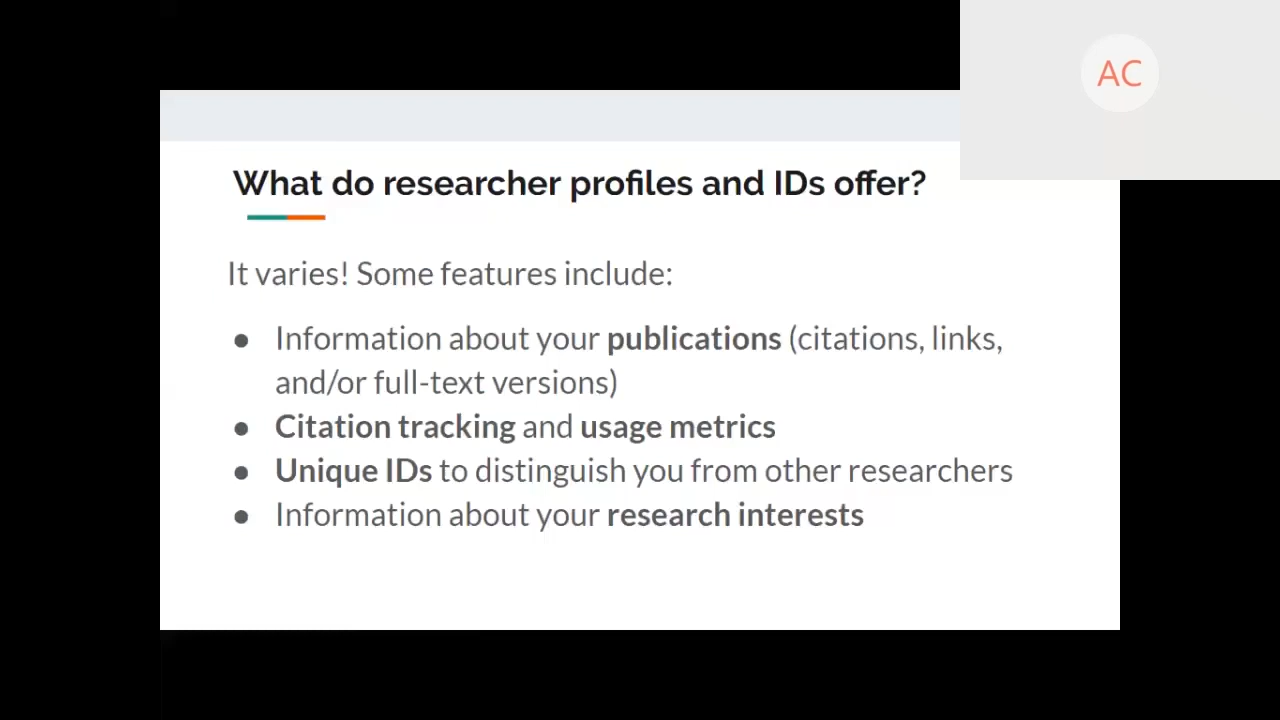 AC
What do researcher profiles and IDs offer?
It varies! Some features include:
● Information about your publications (citations, links,
and/or full-text versions)
● Citation tracking and usage metrics
● Unique IDs to distinguish you from other researchers
● Information about your research interests